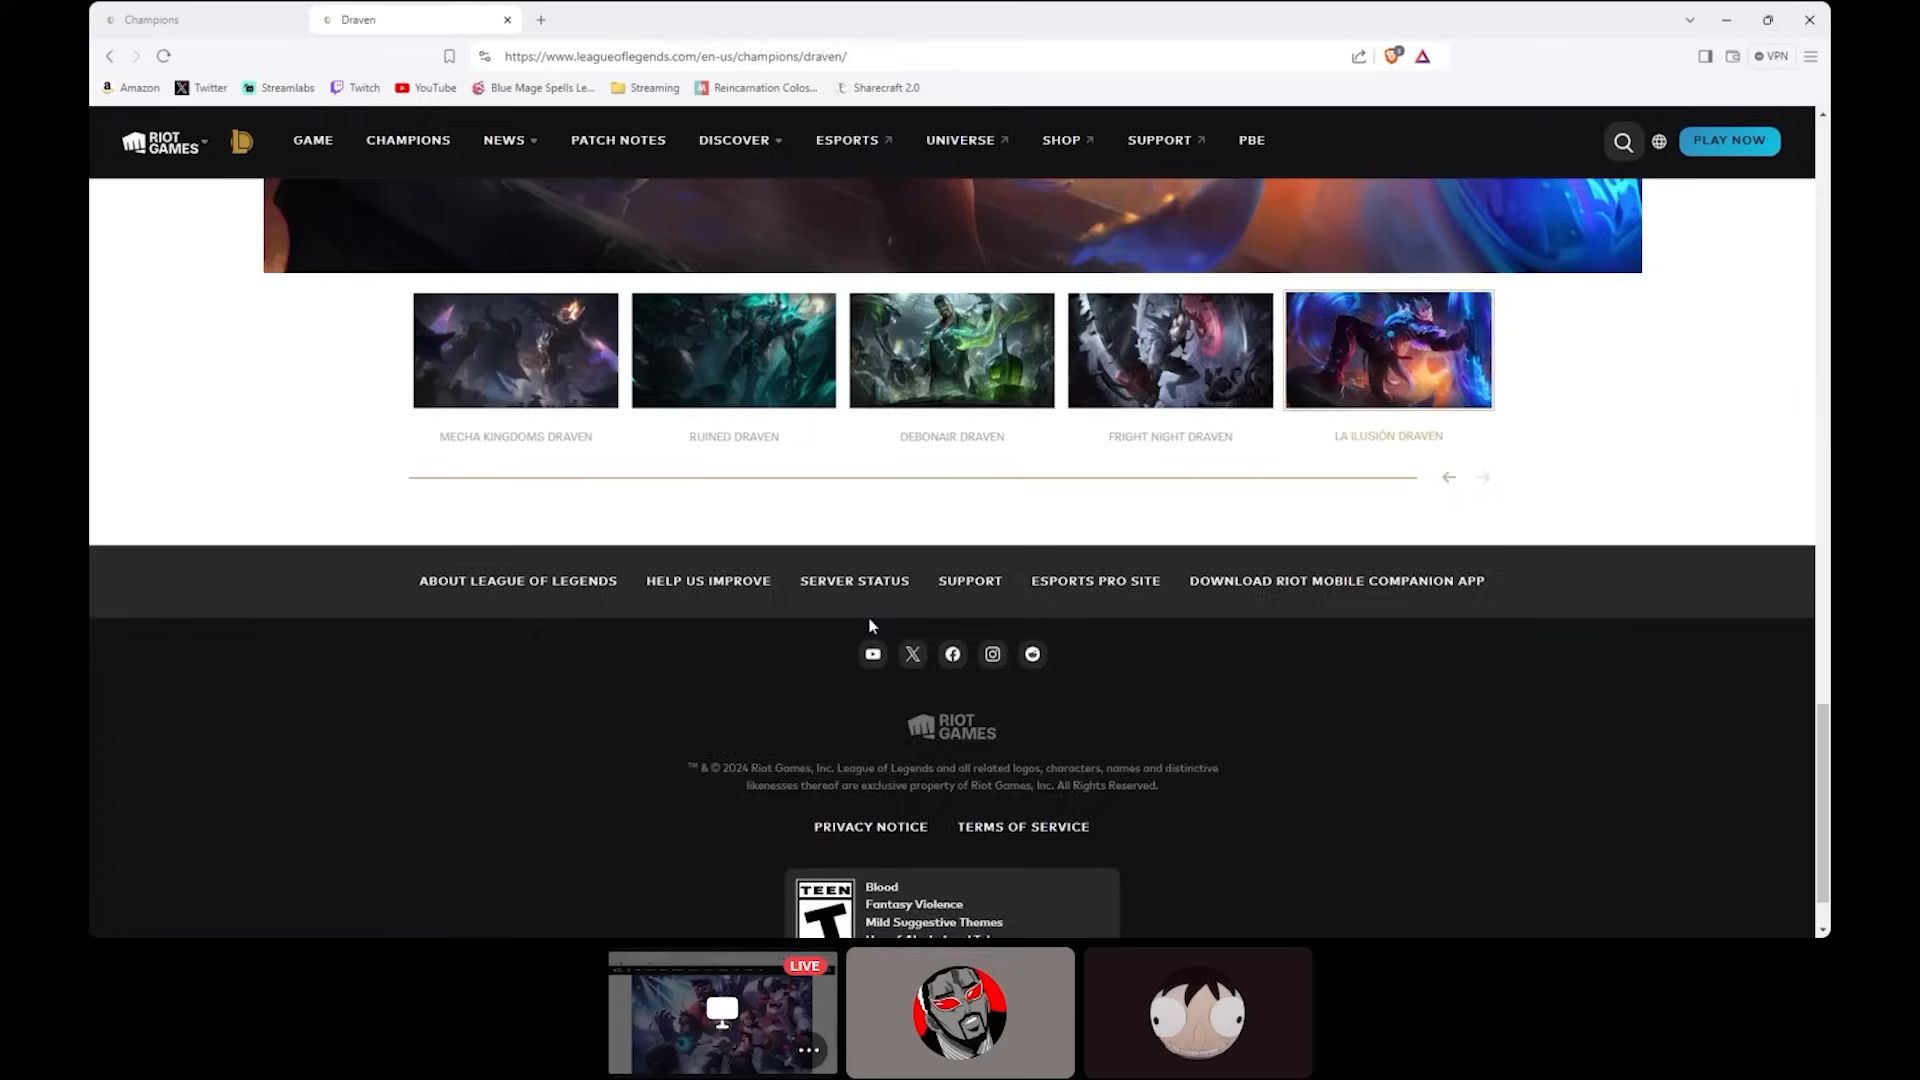 Champions
Draven
https://www.leagueoflegends.com/en-us/champions/draven/
VPN
Amazon
Twitter
Streamlabs
Twitch
YouTube
Blue Mage Spells Le...
Streaming
Reincarnation Colos...
Sharecraft 2.0
RIOT GAMES
GAME
CHAMPIONS
NEWS
PATCH NOTES
DISCOVER
ESPORTS
UNIVERSE
SHOP
SUPPORT
PBE
PLAY NOW
MECHA KINGDOMS DRAVEN
RUINED DRAVEN
DEBONAIR DRAVEN
FRIGHT NIGHT DRAVEN
LA ILUSIÓN DRAVEN
ABOUT LEAGUE OF LEGENDS
HELP US IMPROVE
SERVER STATUS
SUPPORT
ESPORTS PRO SITE
DOWNLOAD RIOT MOBILE COMPANION APP
RIOT
GAMES
™ & © 2024 Riot Games, Inc. League of Legends and all related logos, characters, names and distinctive
likenesses thereof are exclusive property of Riot Games, Inc. All Rights Reserved.
PRIVACY NOTICE
TERMS OF SERVICE
TEEN
T
Blood
Fantasy Violence
Mild Suggestive Themes
LIVE